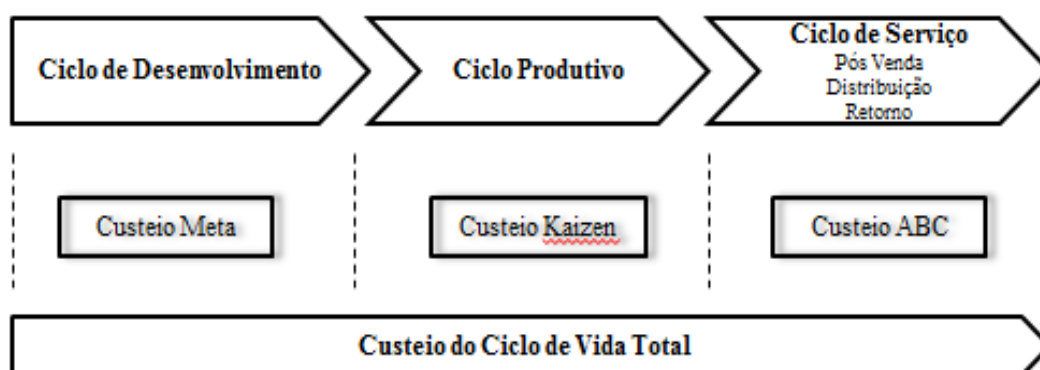 Ciclo de Desenvolvimento
Ciclo Produtivo
Ciclo de Serviço
Pós Venda
Distribuição
Retorno
Custeio Meta
Custeio Kaizen
Custeio ABC
Custeio do Ciclo de Vida Total